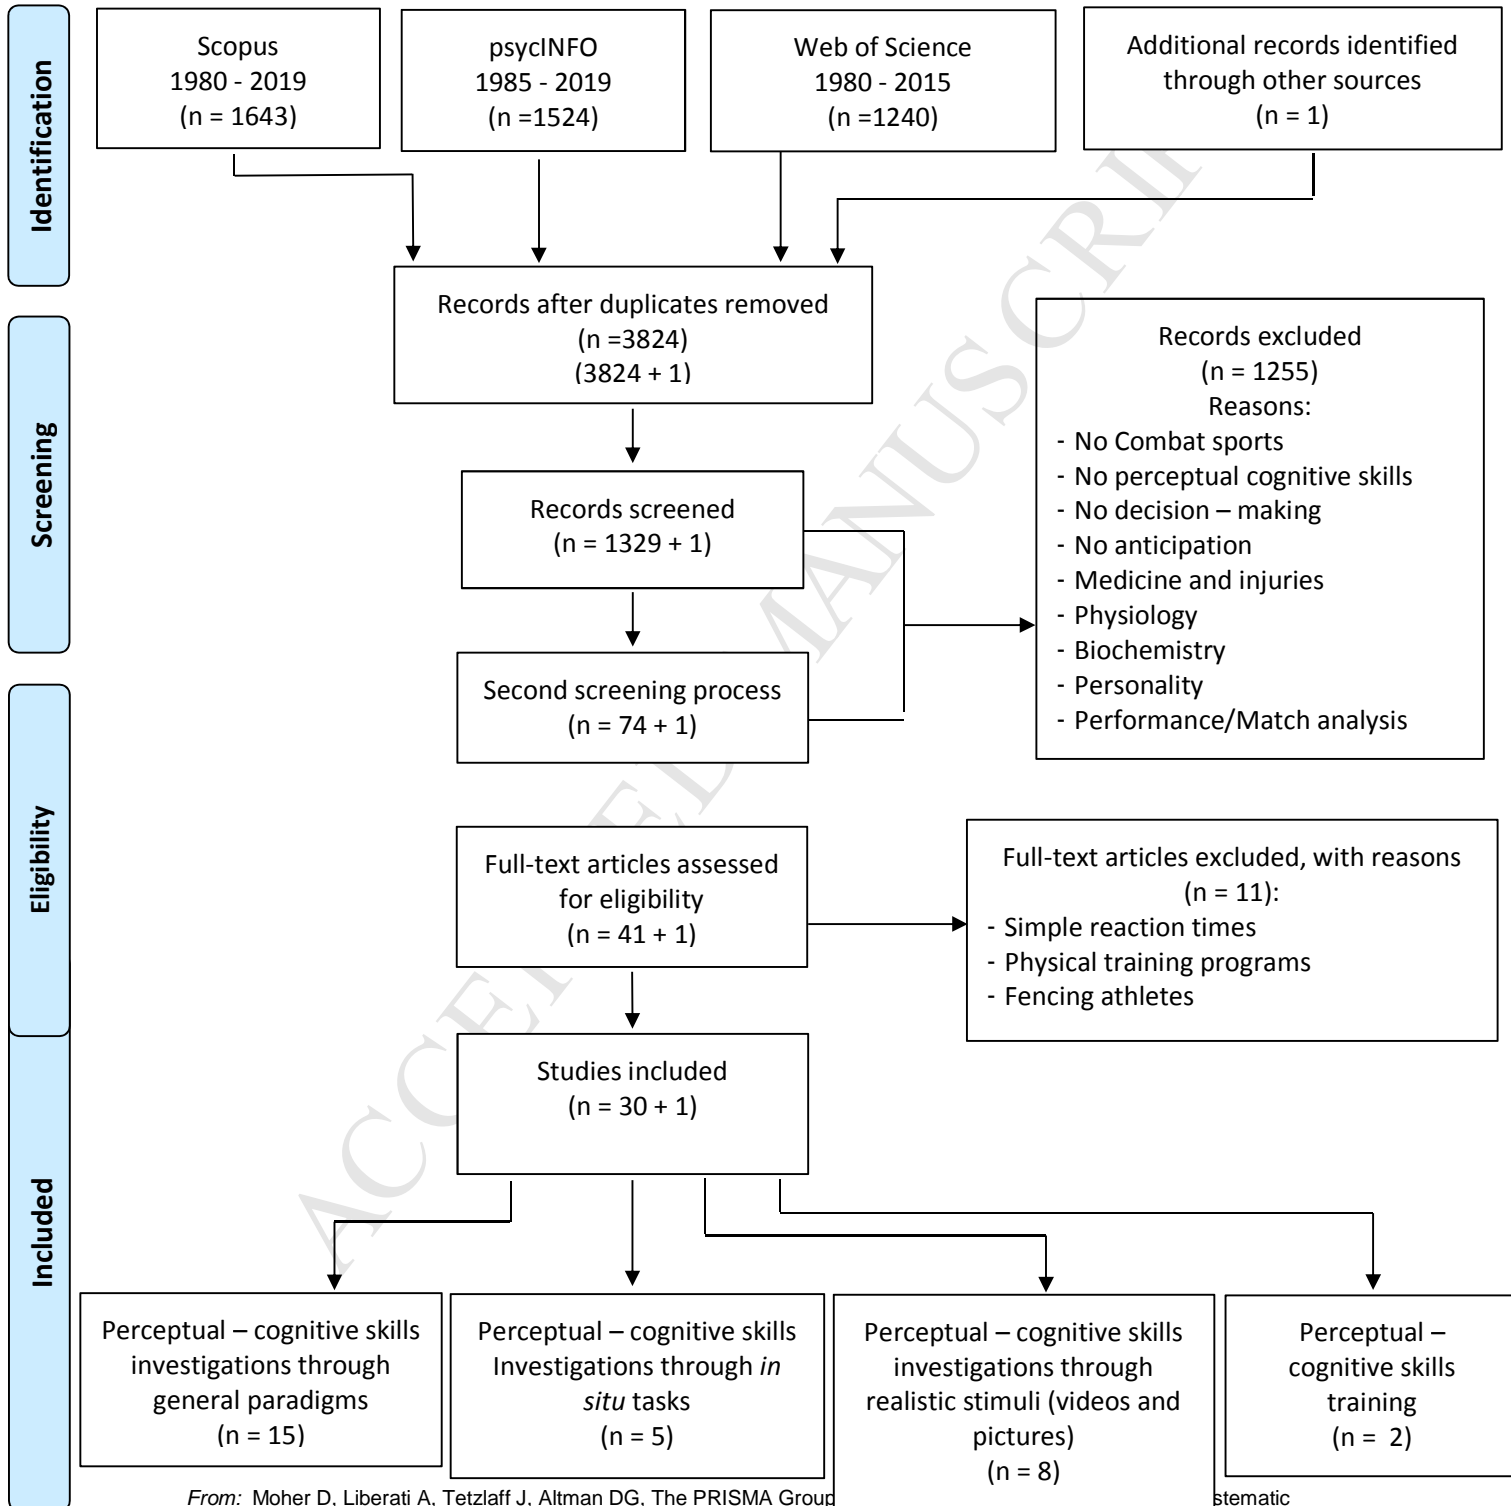 Identification
Scopus
1980 - 2019
(n = 1643)
psycINFO
1985 - 2019
(n =1524)
Web of Science
1980 - 2015
(n =1240)
Additional records identified
through other sources
(n = 1)
Records after duplicates removed
(n =3824)
(3824 + 1)
Screening
Records screened
(n = 1329 + 1)
Records excluded
(n = 1255)
Reasons:
- No Combat sports
- No perceptual cognitive skills
- No decision – making
- No anticipation
- Medicine and injuries
- Physiology
- Biochemistry
- Personality
- Performance/Match analysis
Second screening process
(n = 74 + 1)
Eligibility
Full-text articles assessed
for eligibility
(n = 41 + 1)
Full-text articles excluded, with reasons
(n = 11):
- Simple reaction times
- Physical training programs
- Fencing athletes
Included
Studies included
(n = 30 + 1)
Perceptual – cognitive skills
investigations through
general paradigms
(n = 15)
Perceptual – cognitive skills
Investigations through in
situ tasks
(n = 5)
Perceptual – cognitive skills
investigations through
realistic stimuli (videos and
pictures)
(n = 8)
Perceptual –
cognitive skills
training
(n = 2)
From: Moher D, Liberati A, Tetzlaff J, Altman DG, The PRISMA Group stematic